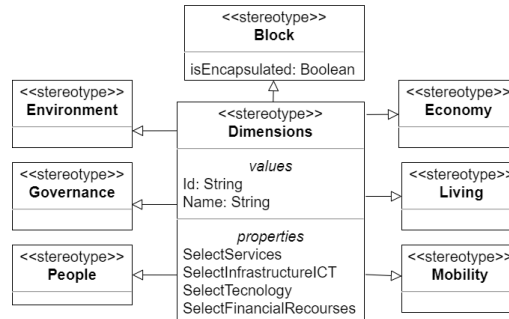 <<stereotype>>
Block
isEncapsulated: Boolean
<<stereotype>>
Environment
<<stereotype>>
Governance
<<stereotype>>
People
<<stereotype>>
Dimensions
values
Id: String
Name: String
properties
SelectServices
SelectInfrastructureICT
SelectTecnology
SelectFinancialRecourses
<<stereotype>>
Economy
<<stereotype>>
Living
<<stereotype>>
Mobility